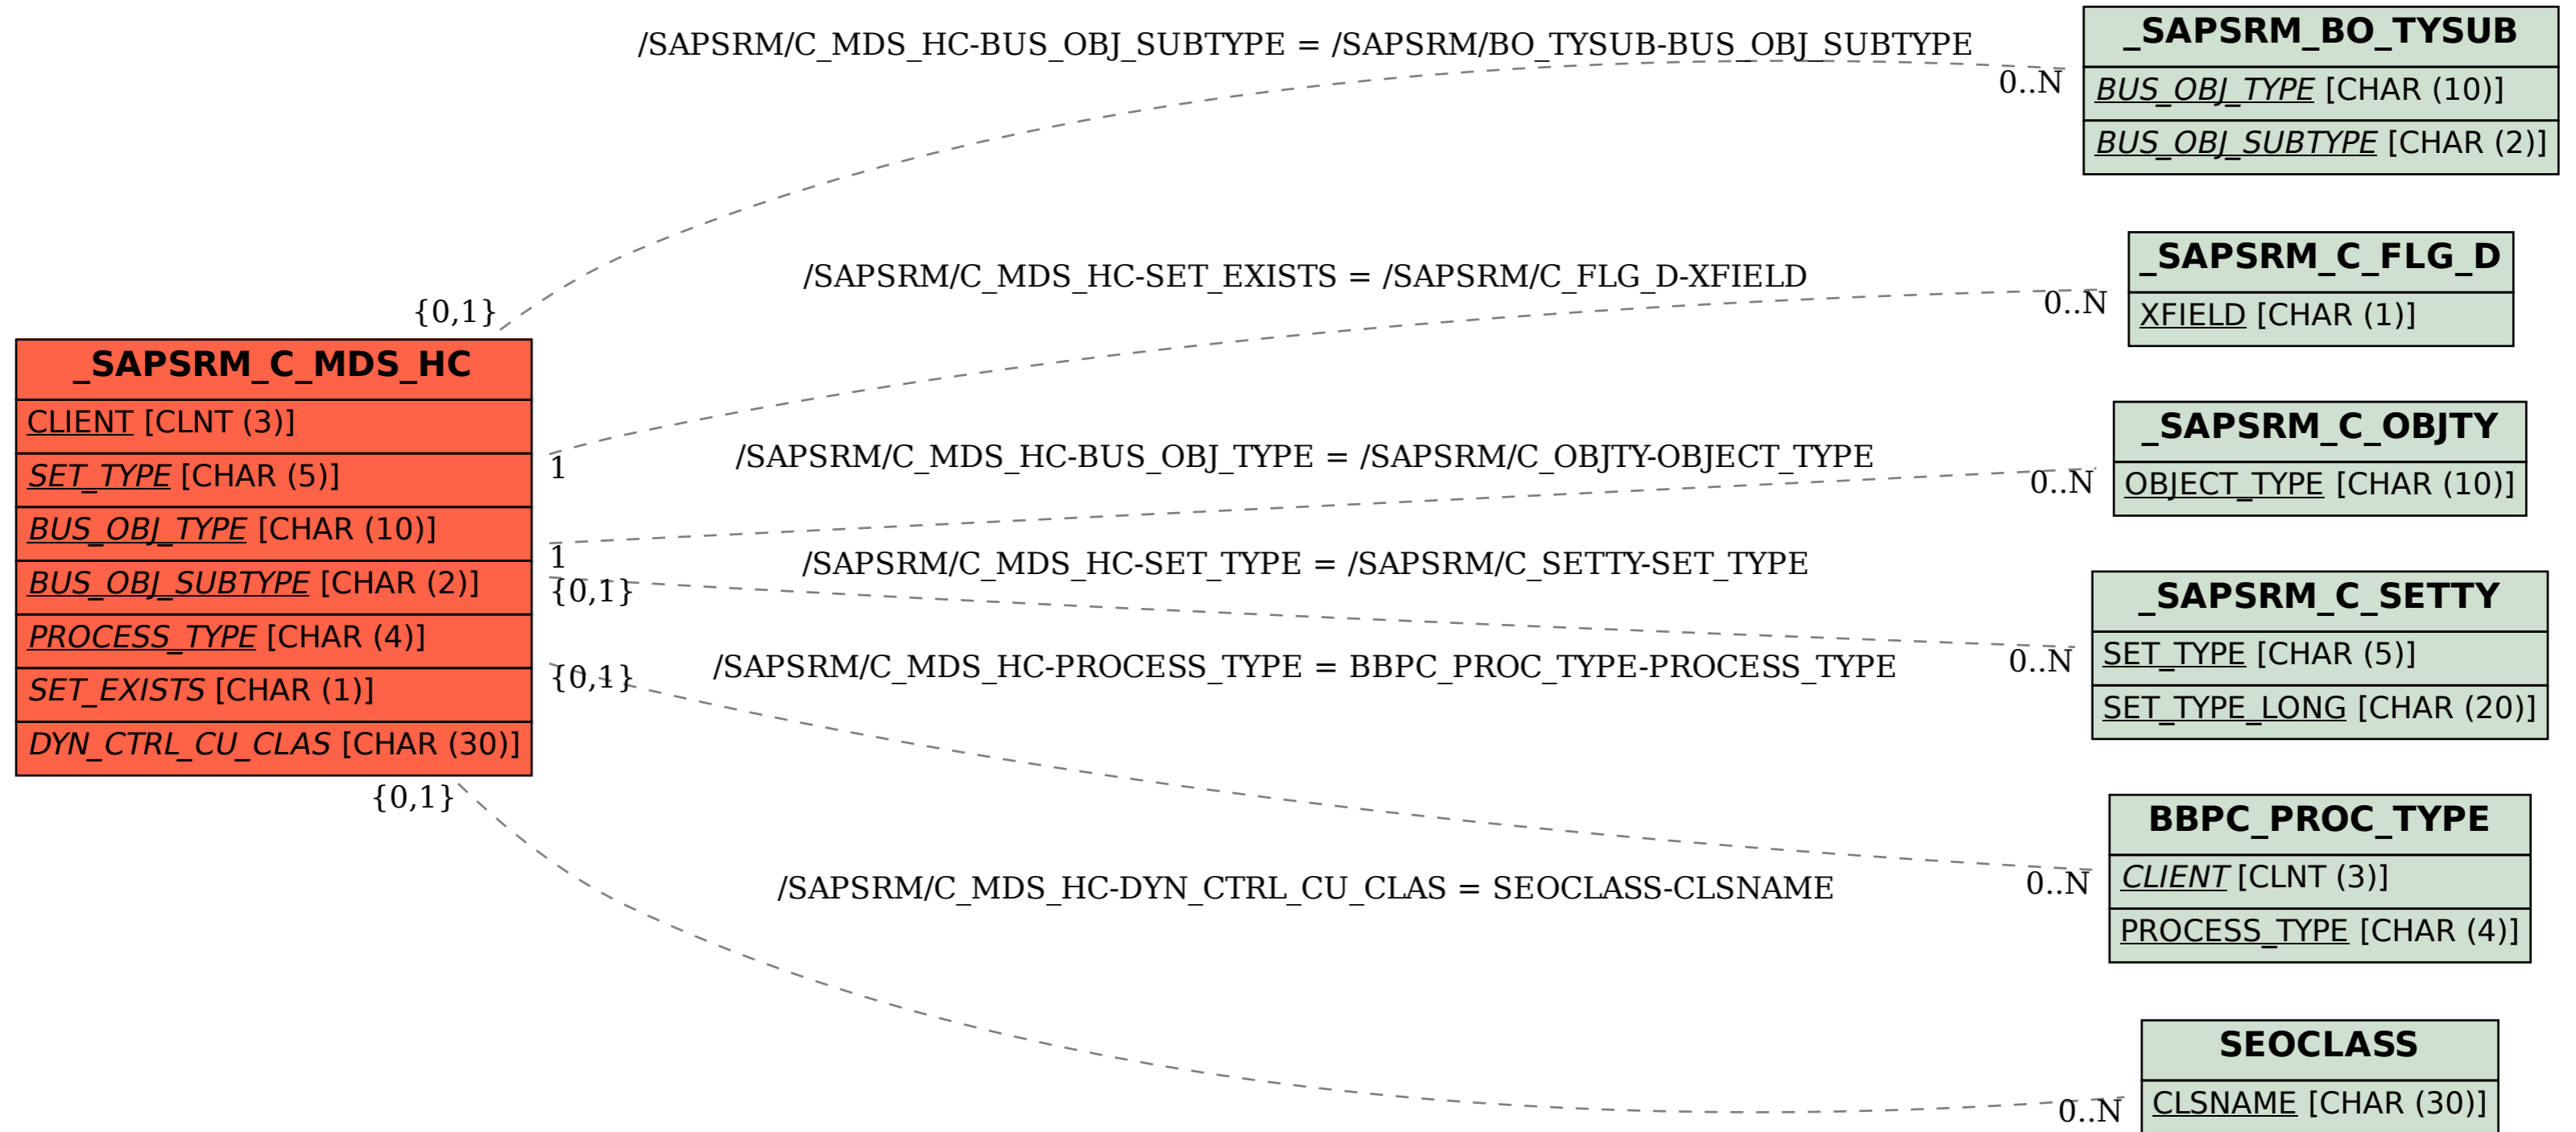 /SAPSRM/C_MDS_HC-BUS_OBJ_SUBTYPE = /SAPSRM/BO_TYSUB-BUS_OBJ_SUBTYPE
{0,1}
0..N
_SAPSRM_BO_TYSUB
BUS_OBJ_TYPE [CHAR (10)]
BUS_OBJ_SUBTYPE [CHAR (2)]
/SAPSRM/C_MDS_HC-SET_EXISTS = /SAPSRM/C_FLG_D-XFIELD
1
0..N
_SAPSRM_C_FLG_D
XFIELD [CHAR (1)]
_SAPSRM_C_MDS_HC
CLIENT [CLNT (3)]
SET_TYPE [CHAR (5)]
BUS_OBJ_TYPE [CHAR (10)]
BUS_OBJ_SUBTYPE [CHAR (2)]
PROCESS_TYPE [CHAR (4)]
SET_EXISTS [CHAR (1)]
DYN_CTRL_CU_CLAS [CHAR (30)]
/SAPSRM/C_MDS_HC-BUS_OBJ_TYPE = /SAPSRM/C_OBJTY-OBJECT_TYPE
1
0..N
_SAPSRM_C_OBJTY
OBJECT_TYPE [CHAR (10)]
/SAPSRM/C_MDS_HC-SET_TYPE = /SAPSRM/C_SETTY-SET_TYPE
{0,1}
0..N
_SAPSRM_C_SETTY
SET_TYPE [CHAR (5)]
SET_TYPE_LONG [CHAR (20)]
/SAPSRM/C_MDS_HC-PROCESS_TYPE = BBPC_PROC_TYPE-PROCESS_TYPE
{0,1}
0..N
BBPC_PROC_TYPE
CLIENT [CLNT (3)]
PROCESS_TYPE [CHAR (4)]
/SAPSRM/C_MDS_HC-DYN_CTRL_CU_CLAS = SEOCLASS-CLSNAME
{0,1}
0..N
SEOCLASS
CLSNAME [CHAR (30)]